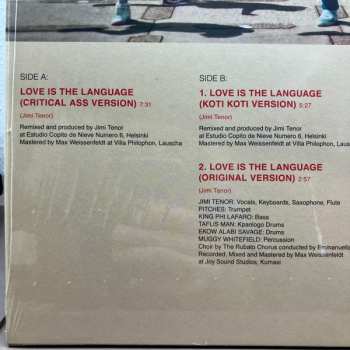 SIDE A:
LOVE IS THE LANGUAGE
(CRITICAL ASS VERSION) 7:31
(Jimi Tenor)
Remixed and produced by Jimi Tenor
at Estudio Copito de Nieve Numero 6, Helsinki
Mastered by Max Weissenfeldt at Villa Philophon, Lauscha
SIDE B:
1. LOVE IS THE LANGUAGE
(KOTI KOTI VERSION) 5:27
(Jimi Tenor)
Remixed and produced by Jimi Tenor
at Estudio Copito de Nieve Numero 6, Helsinki
Mastered by Max Weissenfeldt at Villa Philophon, Lauscha
2. LOVE IS THE LANGUAGE
(ORIGINAL VERSION) 2:57
(Jimi Tenor)
JIMI TENOR: Vocals, Keyboards, Saxophone, Flute
PITCHES: Trumpet
KING PHI LAFARO: Bass
TAFLIS MAN: Kpanlogo Drums
EKOW ALABI SAVAGE: Drums
MUGGY WHITEFIELD: Percussion
Choir by The Rubato Chorus conducted by Emmanuella
Recorded, Mixed and Mastered by Max Weissenfeldt
at Joy Sound Studios, Kumasi